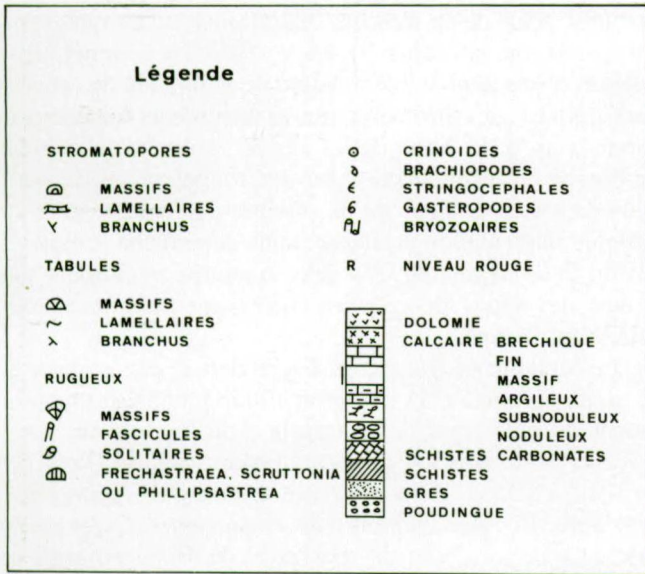 Légende
STROMATOPORES
MASSIFS
LAMELLAIRES
BRANCHUS
TABULES
MASSIFS
LAMELLAIRES
BRANCHUS
RUGUEUX
MASSIFS
FASCICULES
SOLITAIRES
FRECHASTRAEA, SCRUTTONIA
OU PHILLIPSASTREA
CRINOIDES
BRACHIOPODES
STRINGOCEPHALES
GASTEROPODES
BRYOZOAIRES
NIVEAU ROUGE
DOLOMIE
CALCAIRE BRECHIQUE
FIN
MASSIF
ARGILEUX
SUBNODULEUX
NODULEUX
SCHISTES CARBONATES
SCHISTES
GRES
POUDINGUE